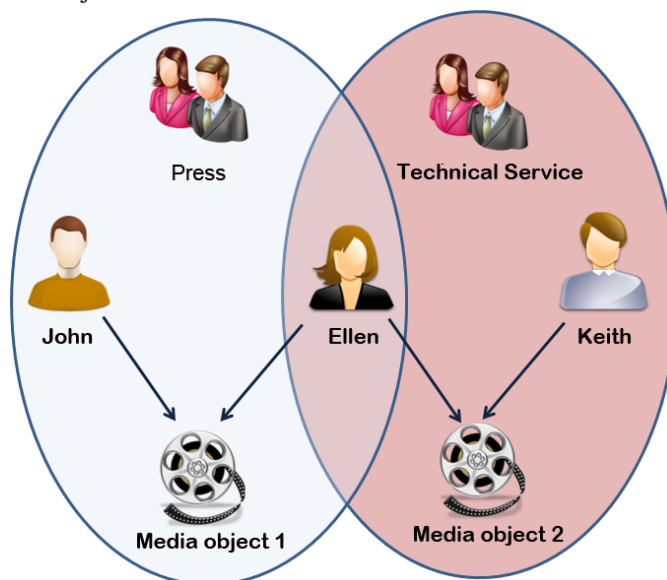 Press
Technical Service
John
Ellen
Keith
Media object 1
Media object 2